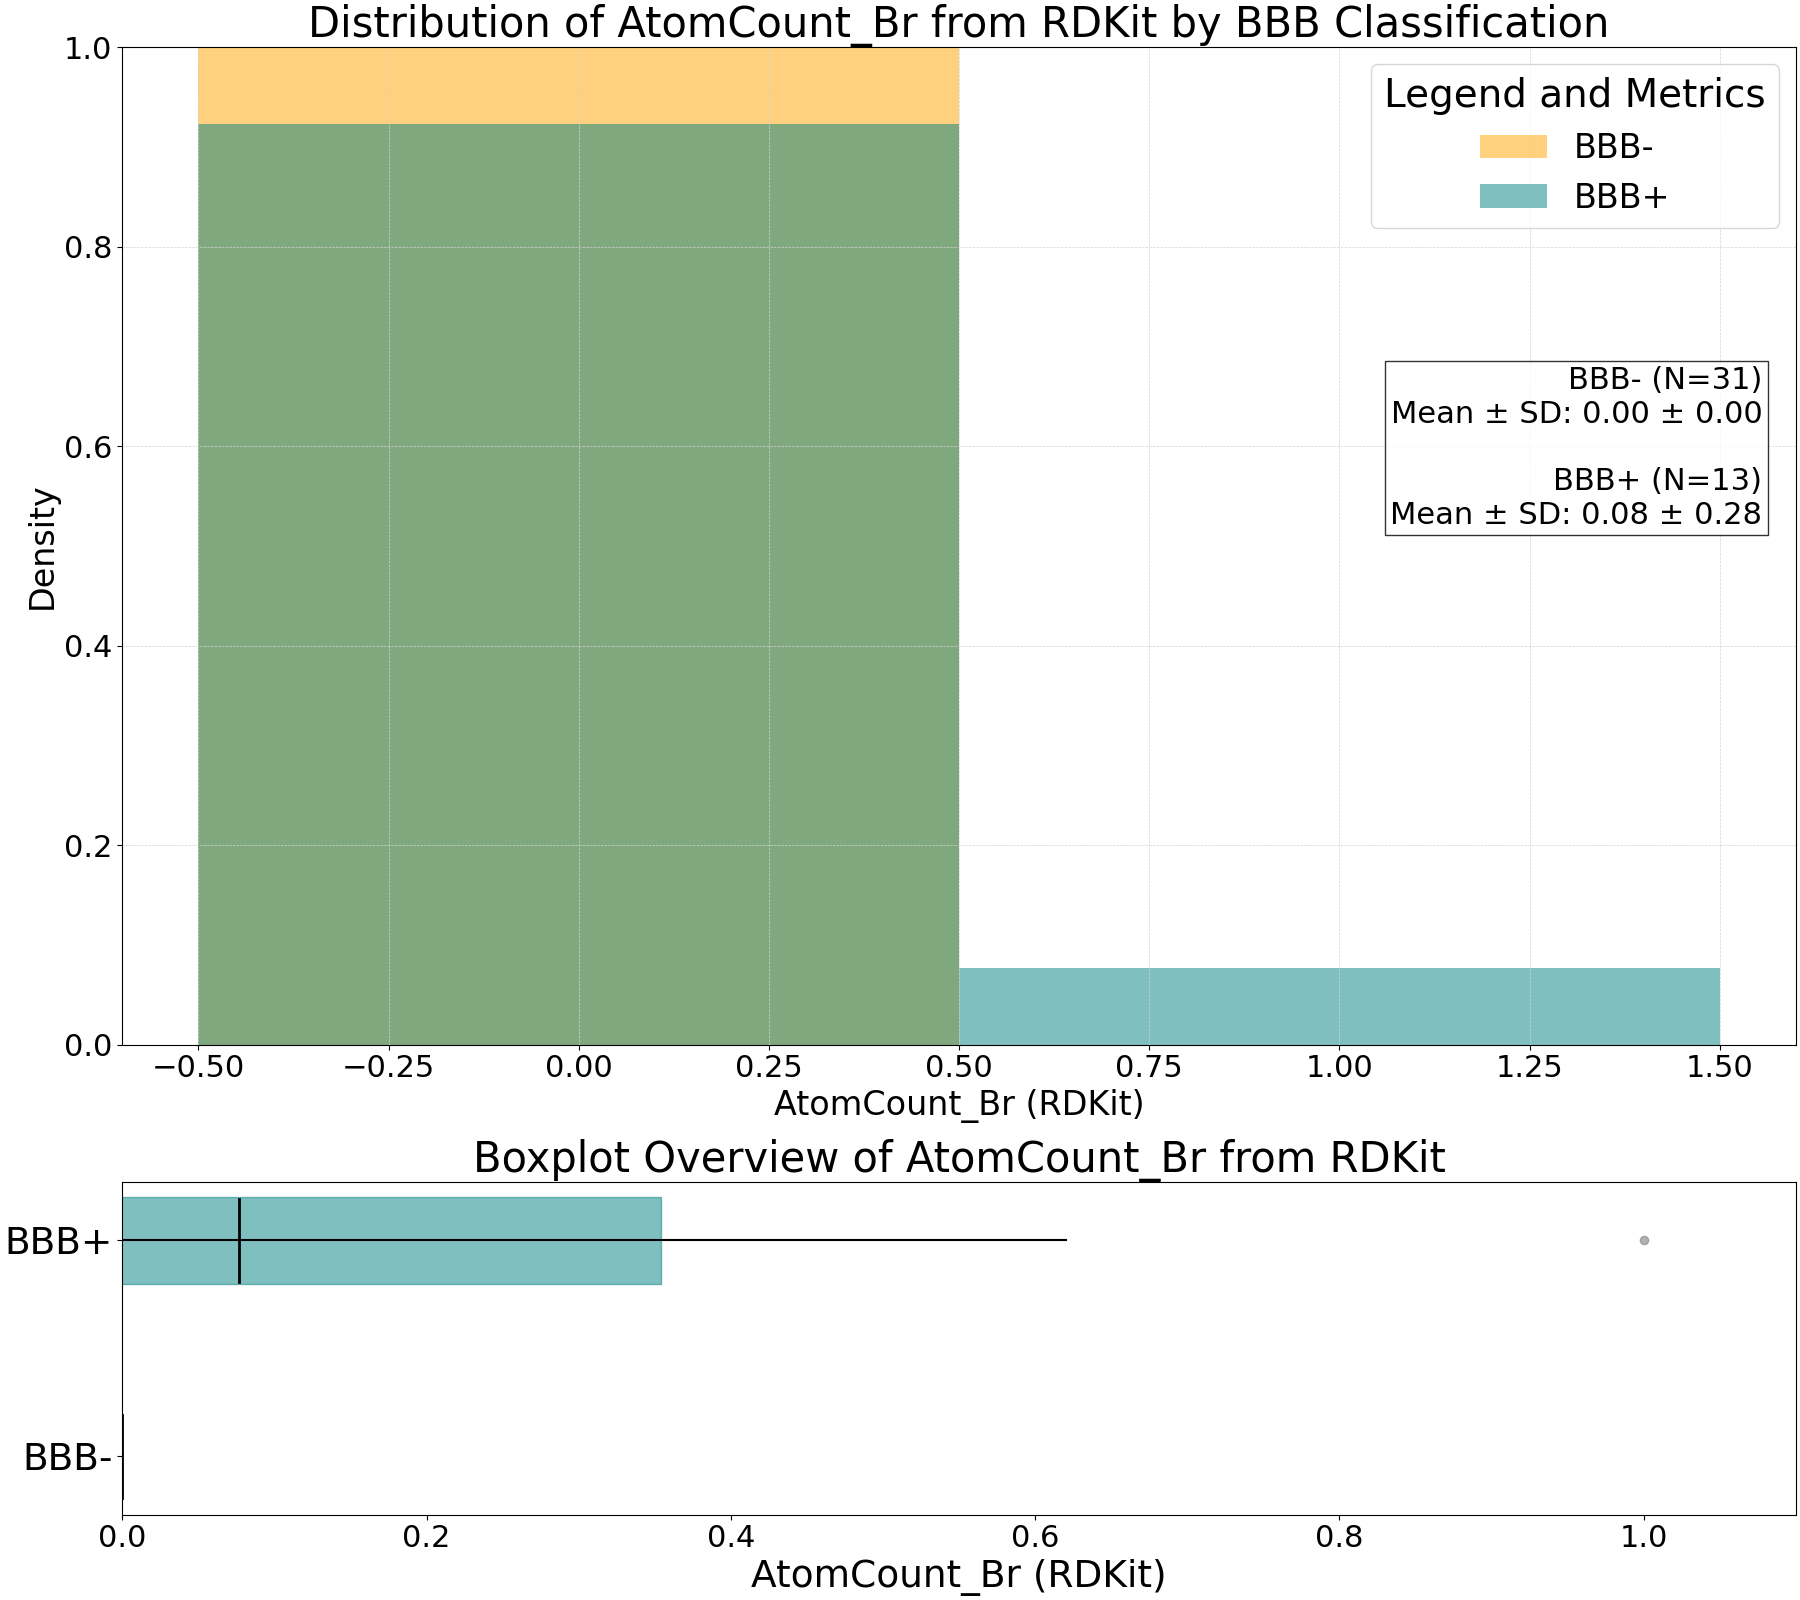 Distribution of AtomCount_Br from RDKit by BBB Classification
1.0
0.8
0.6
0.4
0.2
0.0
Density
Legend and Metrics
BBB-
BBB+
BBB- (N=31)
Mean ± SD: 0.00 ± 0.00
BBB+ (N=13)
Mean ± SD: 0.08 ± 0.28
−0.50 −0.25 0.00 0.25 0.50 0.75 1.00 1.25 1.50
AtomCount_Br (RDKit)
Boxplot Overview of AtomCount_Br from RDKit
BBB+
BBB-
0.0 0.2 0.4 0.6 0.8 1.0
AtomCount_Br (RDKit)